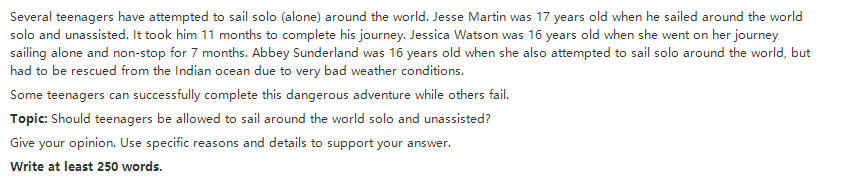 Several teenagers have attempted to sail solo (alone) around the world. Jesse Martin was 17 years old when he sailed around the world
solo and unassisted. It took him 11 months to complete his journey. Jessica Watson was 16 years old when she went on her journey
sailing alone and non-stop for 7 months. Abbey Sunderland was 16 years old when she also attempted to sail solo around the world, but
had to be rescued from the Indian ocean due to very bad weather conditions.
Some teenagers can successfully complete this dangerous adventure while others fail.
Topic: Should teenagers be allowed to sail around the world solo and unassisted?
Give your opinion. Use specific reasons and details to support your answer.
Write at least 250 words.